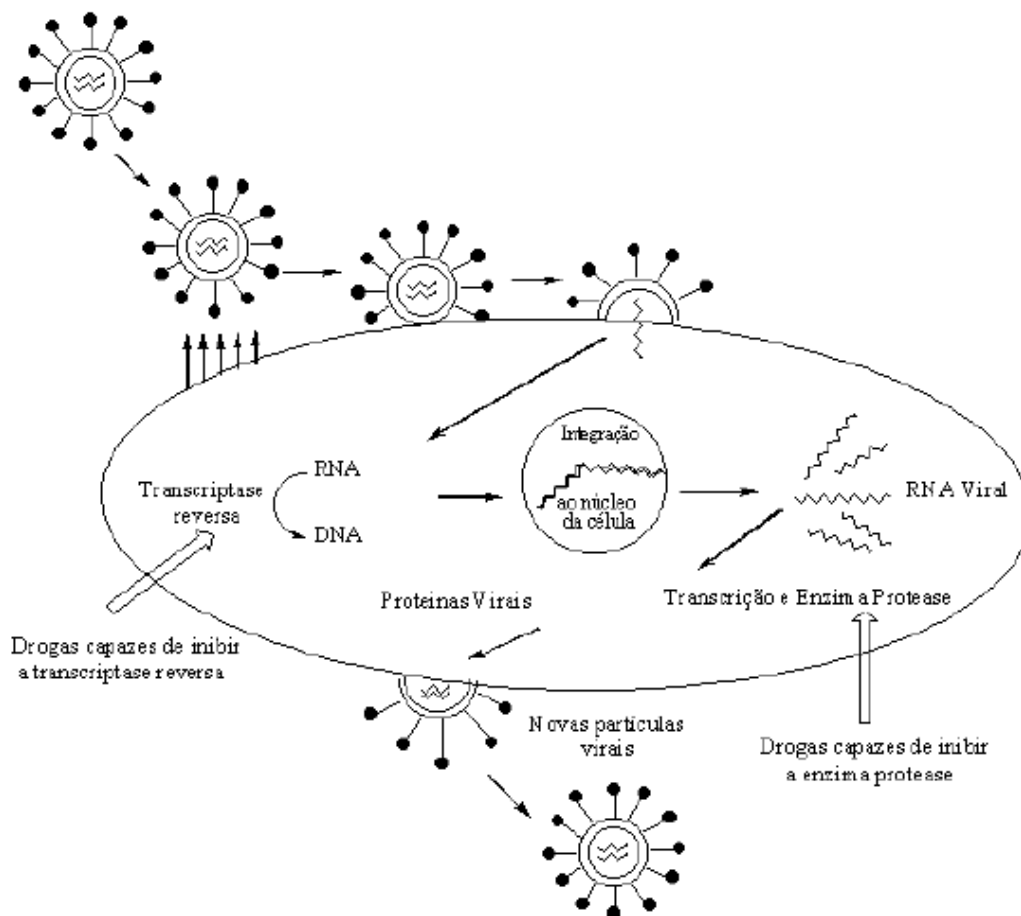 Integração
ao núcleo
da célula
RNA
DNA
Transcriptase
reversa
RNA Viral
Proteinas Virais
Transcrição e Enzima Protease
Drogas capazes de inibir
a transcriptase reversa
Novas partículas
virais
Drogas capazes de inibir
a enzima protease